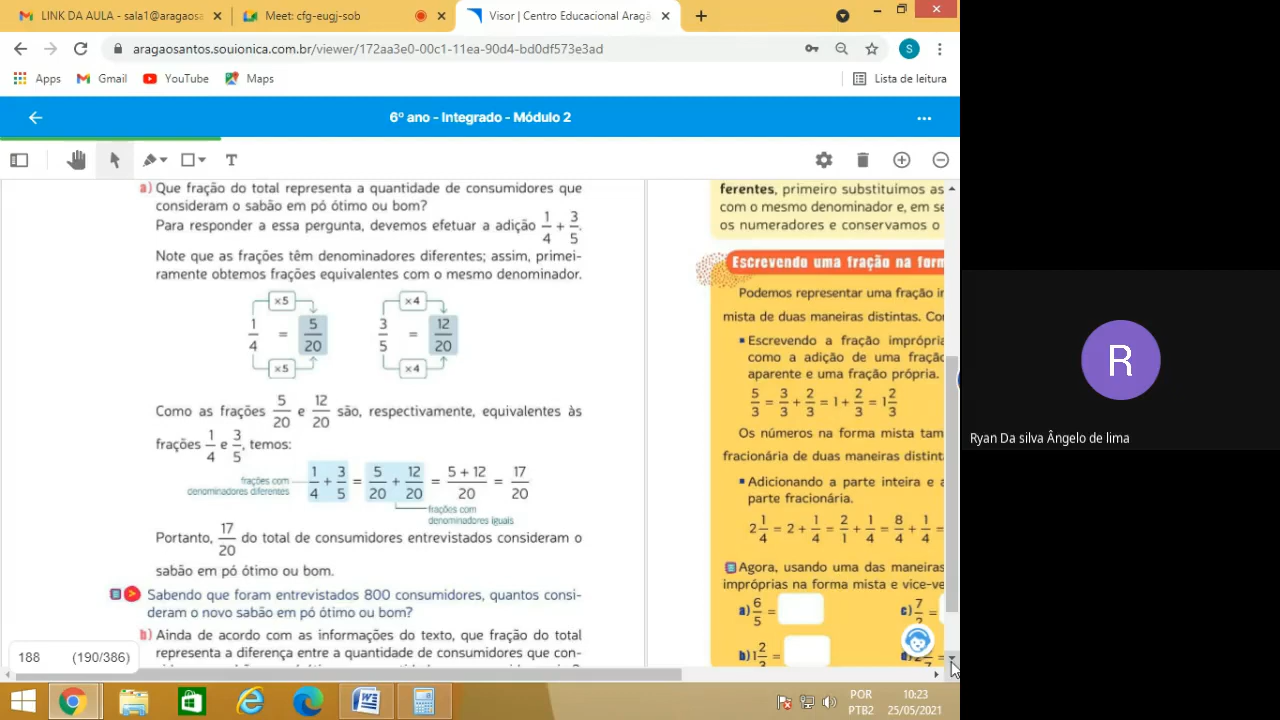 LINK DA AULA - sala1@aragaosa
Meet: cfg-eugj-sob
Visor | Centro Educacional Aragã
aragaosantos.souionica.com.br/viewer/172aa3e0-00c1-11ea-90d4-bd0df573e3ad
S
Apps
Gmail
YouTube
Maps
Lista de leitura
6º ano - Integrado - Módulo 2
T
a) Que fração do total representa a quantidade de consumidores que
consideram o sabão em pó ótimo ou bom?
Para responder a essa pergunta, devemos efetuar a adição 1/4 + 3/5.
Note que as frações têm denominadores diferentes; assim, primei-
ramente obtemos frações equivalentes com o mesmo denominador.
×5 ×4
1/4 = 5/20 3/5 = 12/20
×5 ×4
Como as frações 5/20 e 12/20 são, respectivamente, equivalentes às
frações 1/4 e 3/5, temos:
frações com
denominadores diferentes
1/4 + 3/5 = 5/20 + 12/20 = 5 + 12/20 = 17/20
frações com
denominadores iguais
Portanto, 17/20 do total de consumidores entrevistados consideram o
sabão em pó ótimo ou bom.
Sabendo que foram entrevistados 800 consumidores, quantos consi-
deram o novo sabão em pó ótimo ou bom?
b) Ainda de acordo com as informações do texto, que fração do total
representa a diferença entre a quantidade de consumidores que con-
188 (190/386)
ferentes, primeiro substituímos as
com o mesmo denominador e, em se
os numeradores e conservamos o
Escrevendo uma fração na form
Podemos representar uma fração i
mista de duas maneiras distintas. Co
Escrevendo a fração imprópri
como a adição de uma fraçã
aparente e uma fração própria.
5/3 = 3/3 + 2/3 = 1 + 2/3 = 1 2/3
Os números na forma mista tam
fracionária de duas maneiras distint
Adicionando a parte inteira e a
parte fracionária.
2 1/4 = 2 + 1/4 = 2/1 + 1/4 = 8/4 + 1/4 =
Agora, usando uma das maneiras
impróprias na forma mista e vice-ve
a) 6/5 =
c) 7/2 =
b) 1 2/3 =
R
Ryan Da silva Ângelo de lima
POR
PTB2
10:23
25/05/2021